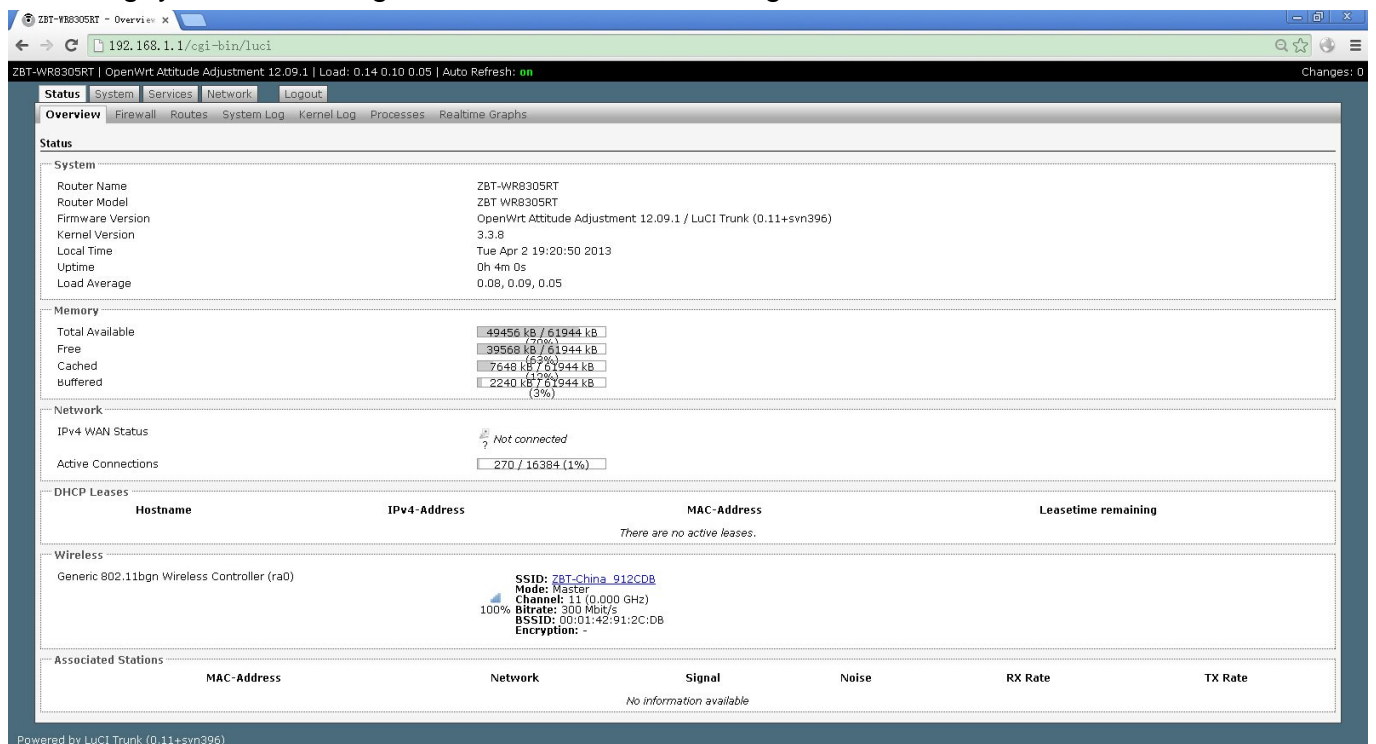 ZBT-WR8305RT - Overview x
192.168.1.1/cgi-bin/luci
ZBT-WR8305RT | OpenWrt Attitude Adjustment 12.09.1 | Load: 0.14 0.10 0.05 | Auto Refresh: on Changes: 0
Status System Services Network Logout
Overview Firewall Routes System Log Kernel Log Processes Realtime Graphs
Status
System
Router Name ZBT-WR8305RT
Router Model ZBT WR8305RT
Firmware Version OpenWrt Attitude Adjustment 12.09.1 / LuCI Trunk (0.11+svn396)
Kernel Version 3.3.8
Local Time Tue Apr 2 19:20:50 2013
Uptime 0h 4m 0s
Load Average 0.08, 0.09, 0.05
Memory
Total Available 49456 kB / 61944 kB
(79%)
Free 39568 kB / 61944 kB
(63%)
Cached 7648 kB / 61944 kB
(12%)
Buffered 2240 kB / 61944 kB
(3%)
Network
IPv4 WAN Status ? Not connected
Active Connections 270 / 16384 (1%)
DHCP Leases
Hostname IPv4-Address MAC-Address Leasetime remaining
There are no active leases.
Wireless
Generic 802.11bgn Wireless Controller (ra0)
SSID: ZBT-China_912CDB
Mode: Master
Channel: 11 (0.000 GHz)
100% Bitrate: 300 Mbit/s
BSSID: 00:01:42:91:2C:DB
Encryption: -
Associated Stations
MAC-Address Network Signal Noise RX Rate TX Rate
No information available
Powered by LuCI Trunk (0.11+svn396)